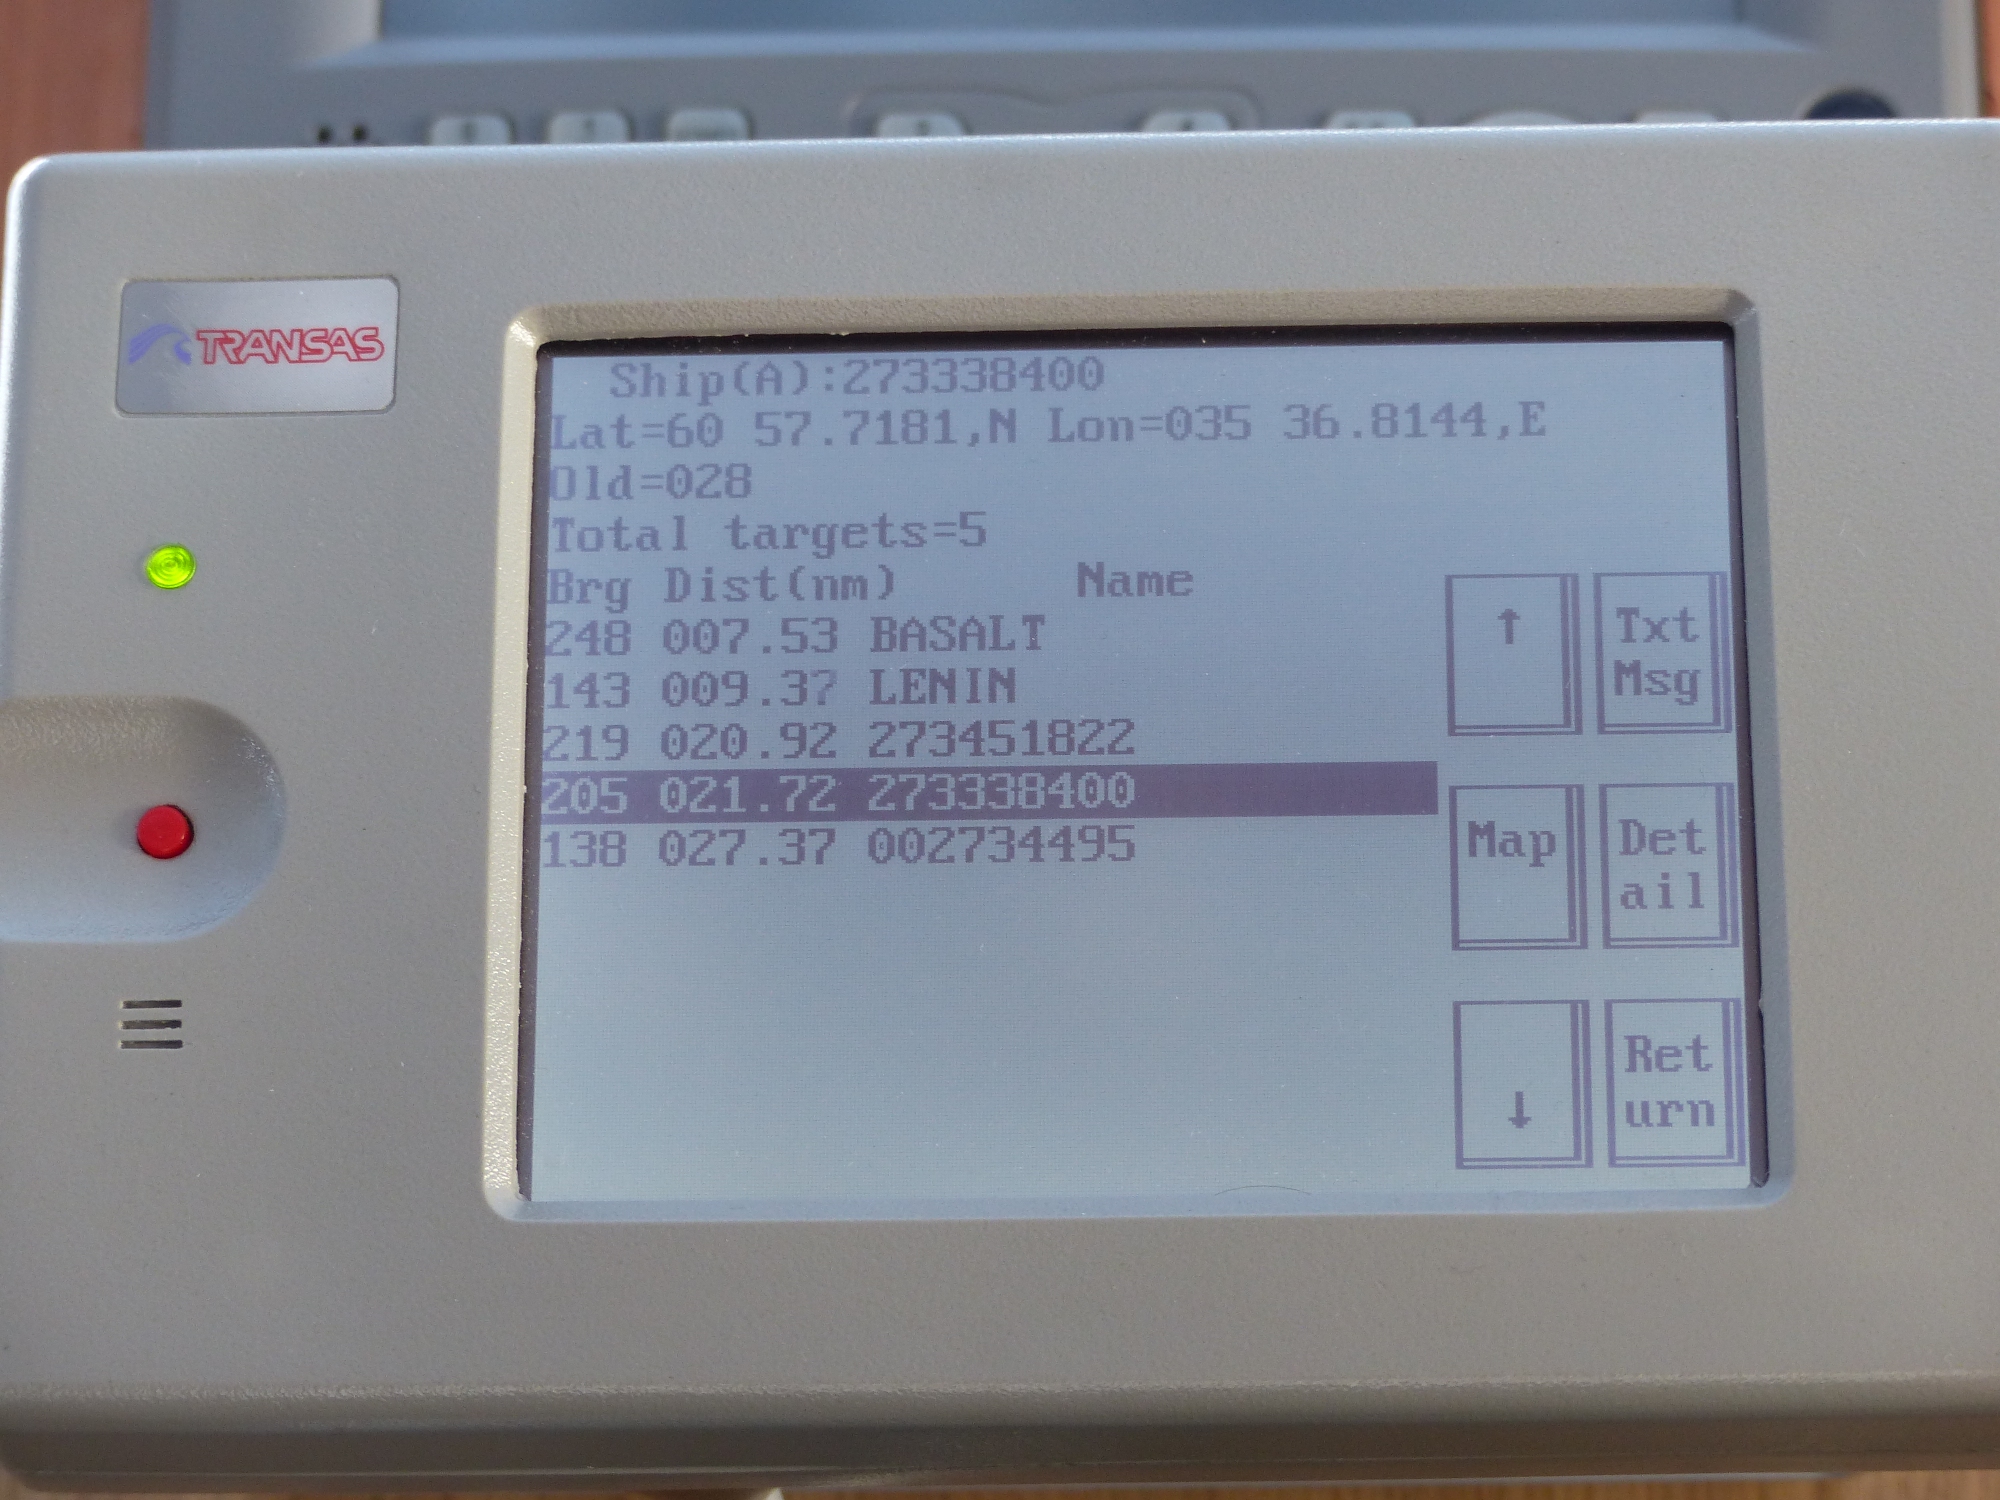 TRANSAS
Ship(A):273338400
Lat=60 57.7181,N Lon=035 36.8144,E
Old=028
Total targets=5
Brg Dist(nm) Name
248 007.53 BASALT
143 009.37 LENIN
219 020.92 273451822
205 021.72 273338400
138 027.37 002734495
↑
Txt
Msg
Map
Det
ail
↓
Ret
urn